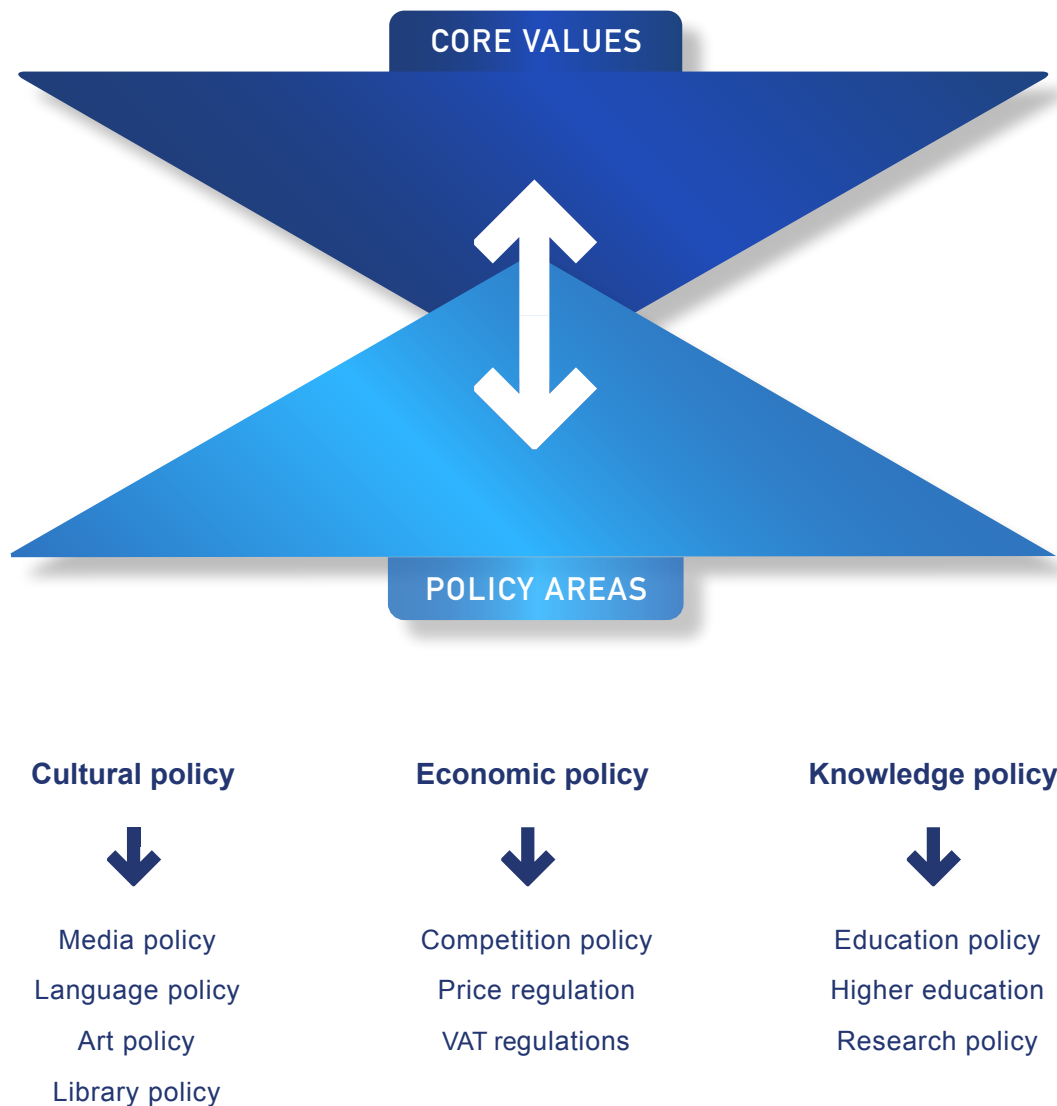 CORE VALUES
POLICY AREAS
Cultural policy
Media policy
Language policy
Art policy
Library policy
Economic policy
Competition policy
Price regulation
VAT regulations
Knowledge policy
Education policy
Higher education
Research policy